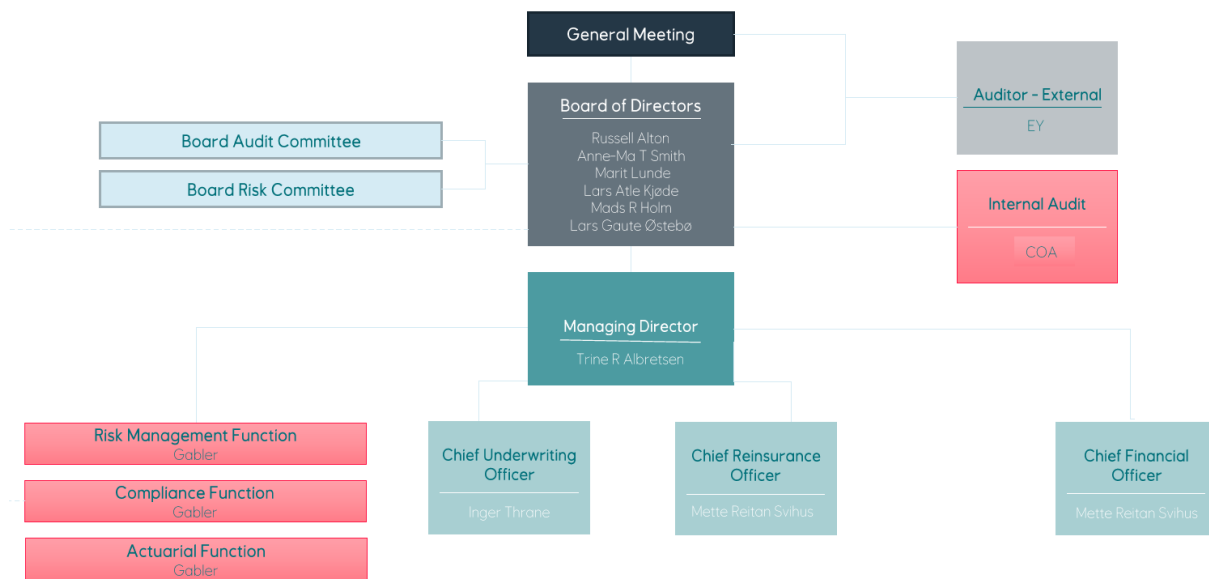 General Meeting
Board of Directors
Russell Alton
Anne-Ma T Smith
Marit Lunde
Lars Atle Kjøde
Mads R Holm
Lars Gaute Østebø
Auditor - External
EY
Board Audit Committee
Board Risk Committee
Internal Audit
COA
Managing Director
Trine R Albretsen
Risk Management Function
Gabler
Compliance Function
Gabler
Actuarial Function
Gabler
Chief Underwriting
Officer
Inger Thrane
Chief Reinsurance
Officer
Mette Reitan Svihus
Chief Financial
Officer
Mette Reitan Svihus